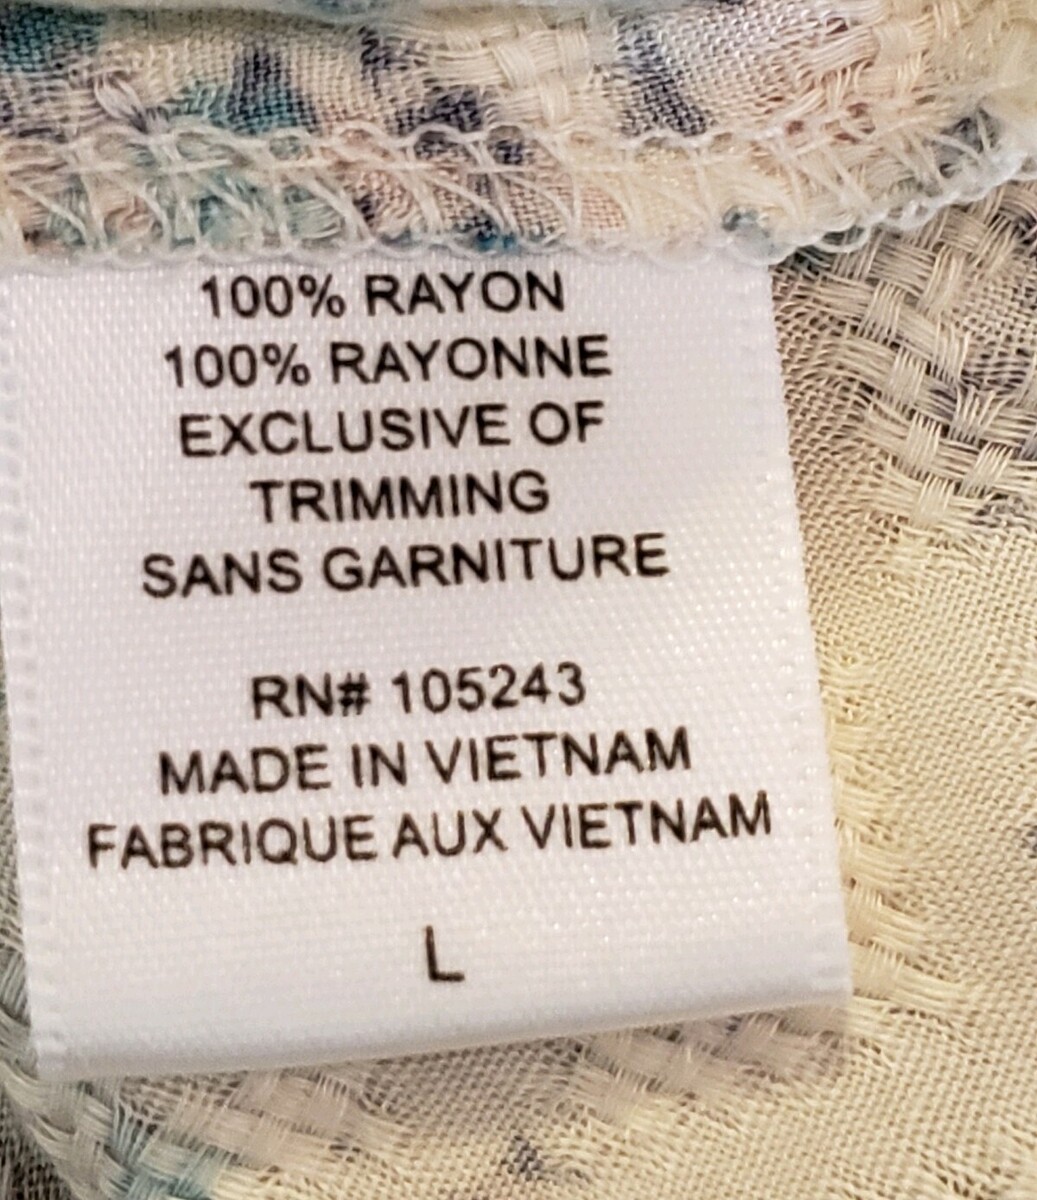 100% RAYON
100% RAYONNE
EXCLUSIVE OF
TRIMMING
SANS GARNITURE
RN# 105243
MADE IN VIETNAM
FABRIQUE AUX VIETNAM
L